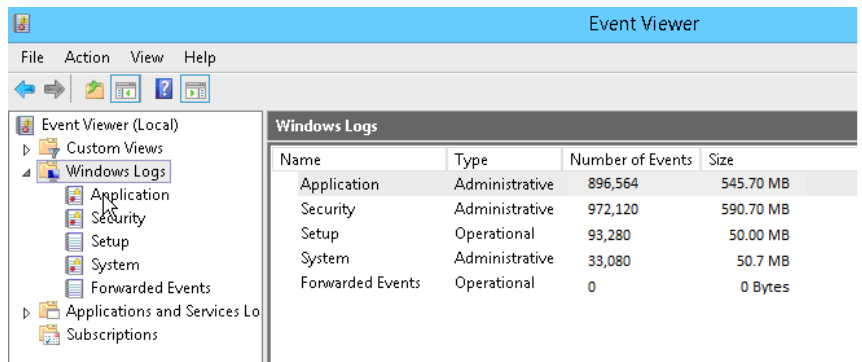 Event Viewer
File Action View Help
Event Viewer (Local)
Custom Views
Windows Logs
Application
Security
Setup
System
Forwarded Events
Applications and Services Lo
Subscriptions
Windows Logs
Name Type Number of Events Size
Application Administrative 896,564 545.70 MB
Security Administrative 972,120 590.70 MB
Setup Operational 93,280 50.00 MB
System Administrative 33,080 50.7 MB
Forwarded Events Operational 0 0 Bytes